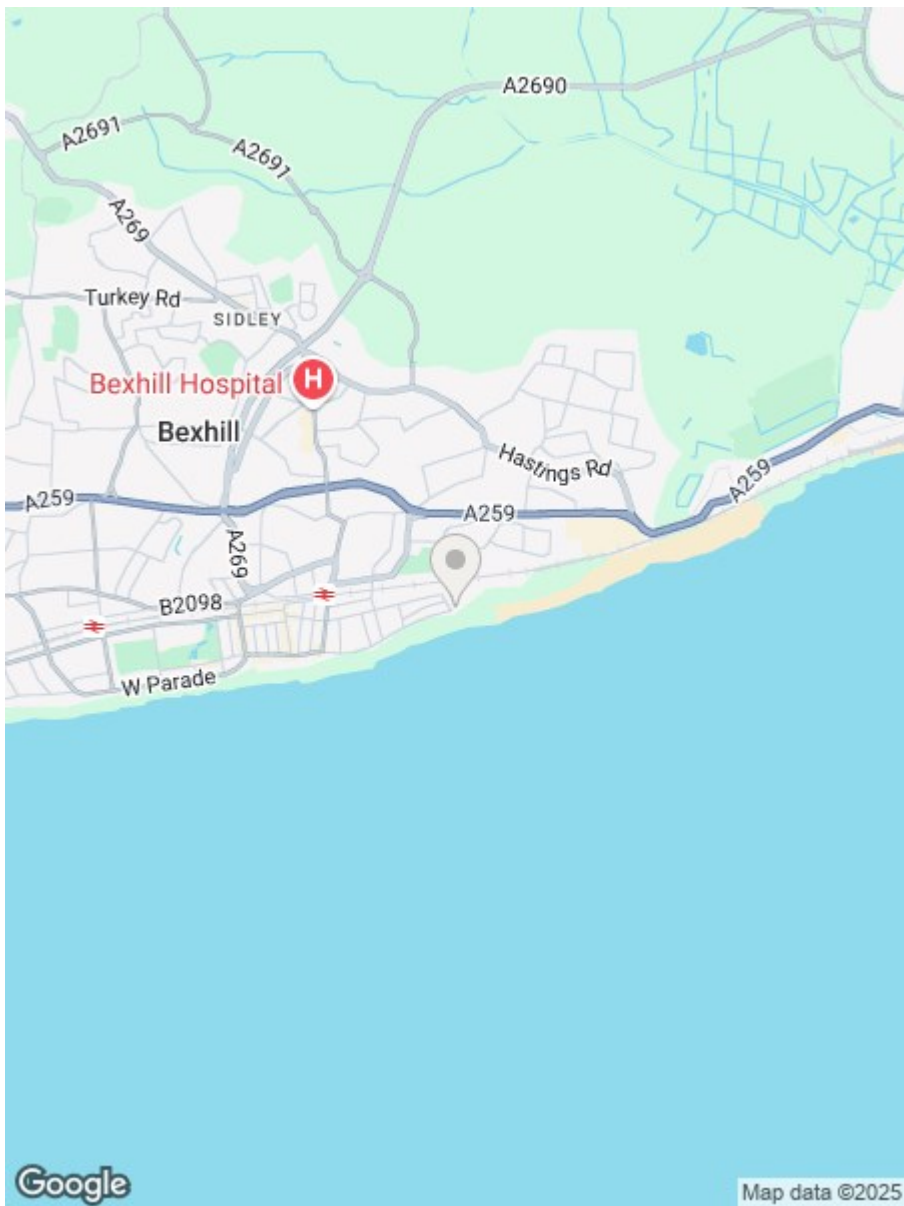 A2690
A2691
A2691
A269
Turkey Rd
SIDLEY
Bexhill Hospital
H
Bexhill
Hastings Rd
A259
A259
A259
A269
B2098
W Parade
Google
Map data ©2025